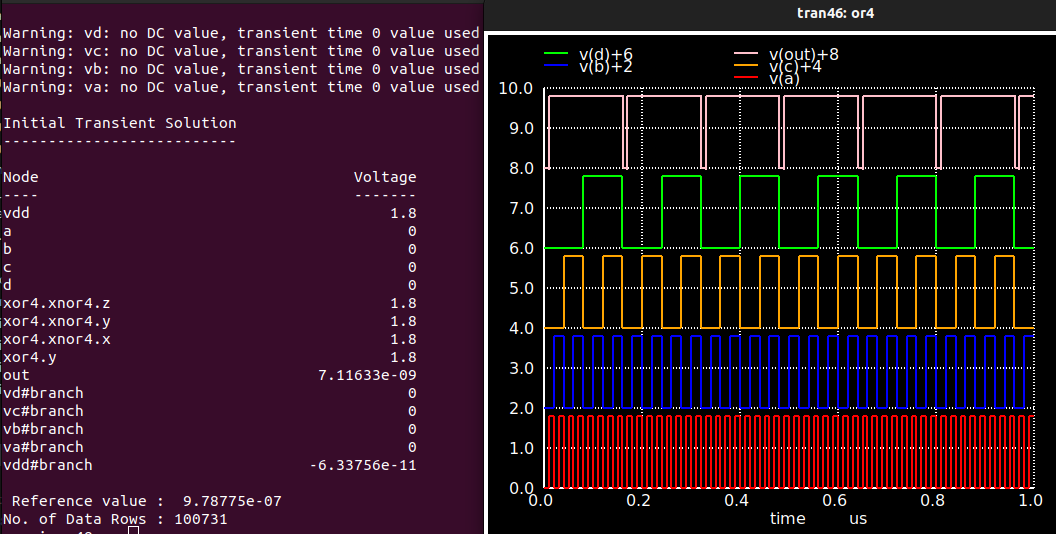 Warning: vd: no DC value, transient time 0 value used
Warning: vc: no DC value, transient time 0 value used
Warning: vb: no DC value, transient time 0 value used
Warning: va: no DC value, transient time 0 value used
Initial Transient Solution
--------------------------
Node Voltage
---- -------
vdd 1.8
a 0
b 0
c 0
d 0
xor4.xnor4.z 1.8
xor4.xnor4.y 1.8
xor4.xnor4.x 1.8
xor4.y 1.8
out 7.11633e-09
vd#branch 0
vc#branch 0
vb#branch 0
va#branch 0
vdd#branch -6.33756e-11
Reference value : 9.78775e-07
No. of Data Rows : 100731
tran46: or4
v(d)+6 v(out)+8
v(b)+2 v(c)+4
v(a)
10.0
9.0
8.0
7.0
6.0
5.0
4.0
3.0
2.0
1.0
0.0
0.0 0.2 0.4 0.6 0.8 1.0
time us